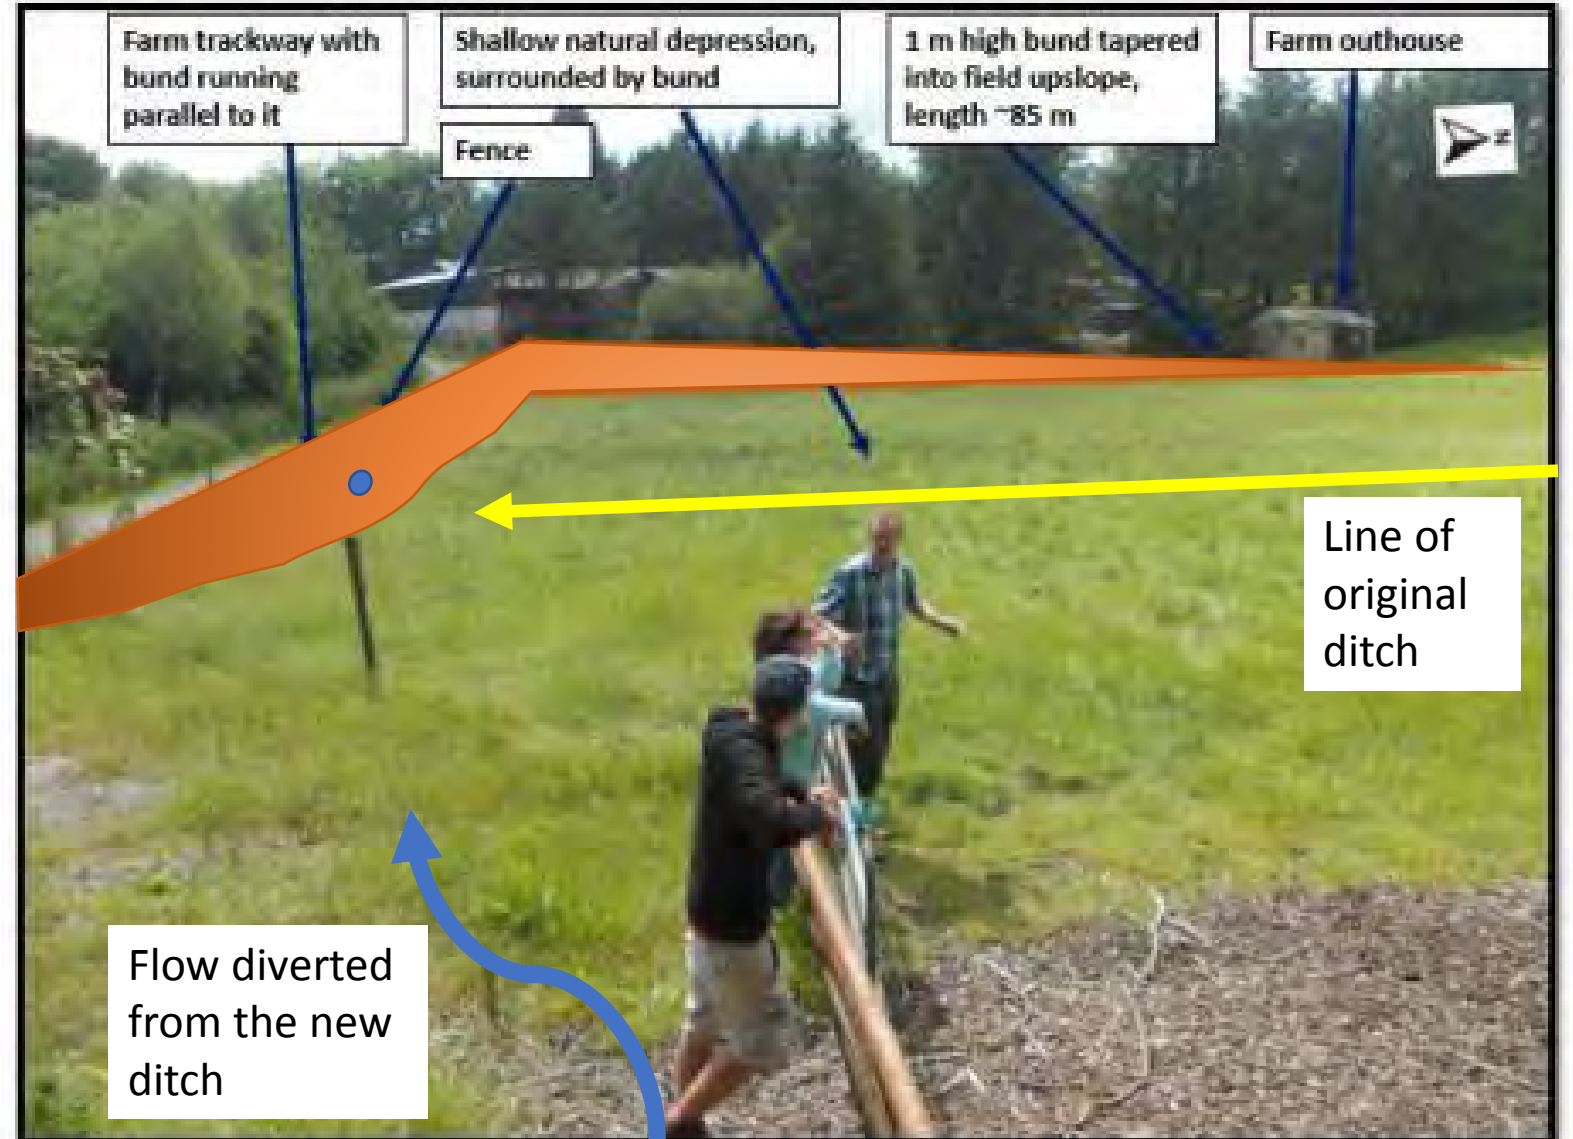 Farm trackway with
bund running
parallel to it
Shallow natural depression,
surrounded by bund
Fence
1 m high bund tapered
into field upslope,
length ~85 m
Farm outhouse
N
Line of
original
ditch
Flow diverted
from the new
ditch